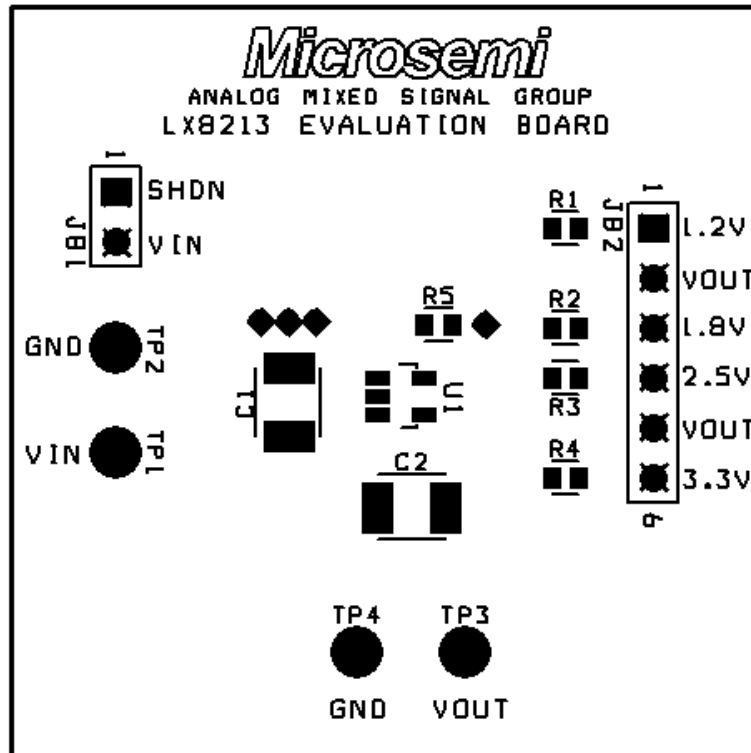 Microsemi
ANALOG MIXED SIGNAL GROUP
LX8213 EVALUATION BOARD
1
SHDN
JB1
VIN
GND
TP2
VIN
TP1
R1
R5
R2
C1
U1
R3
C2
R4
1
JB2
1.2V
VOUT
1.8V
2.5V
VOUT
3.3V
6
TP4
TP3
GND
VOUT